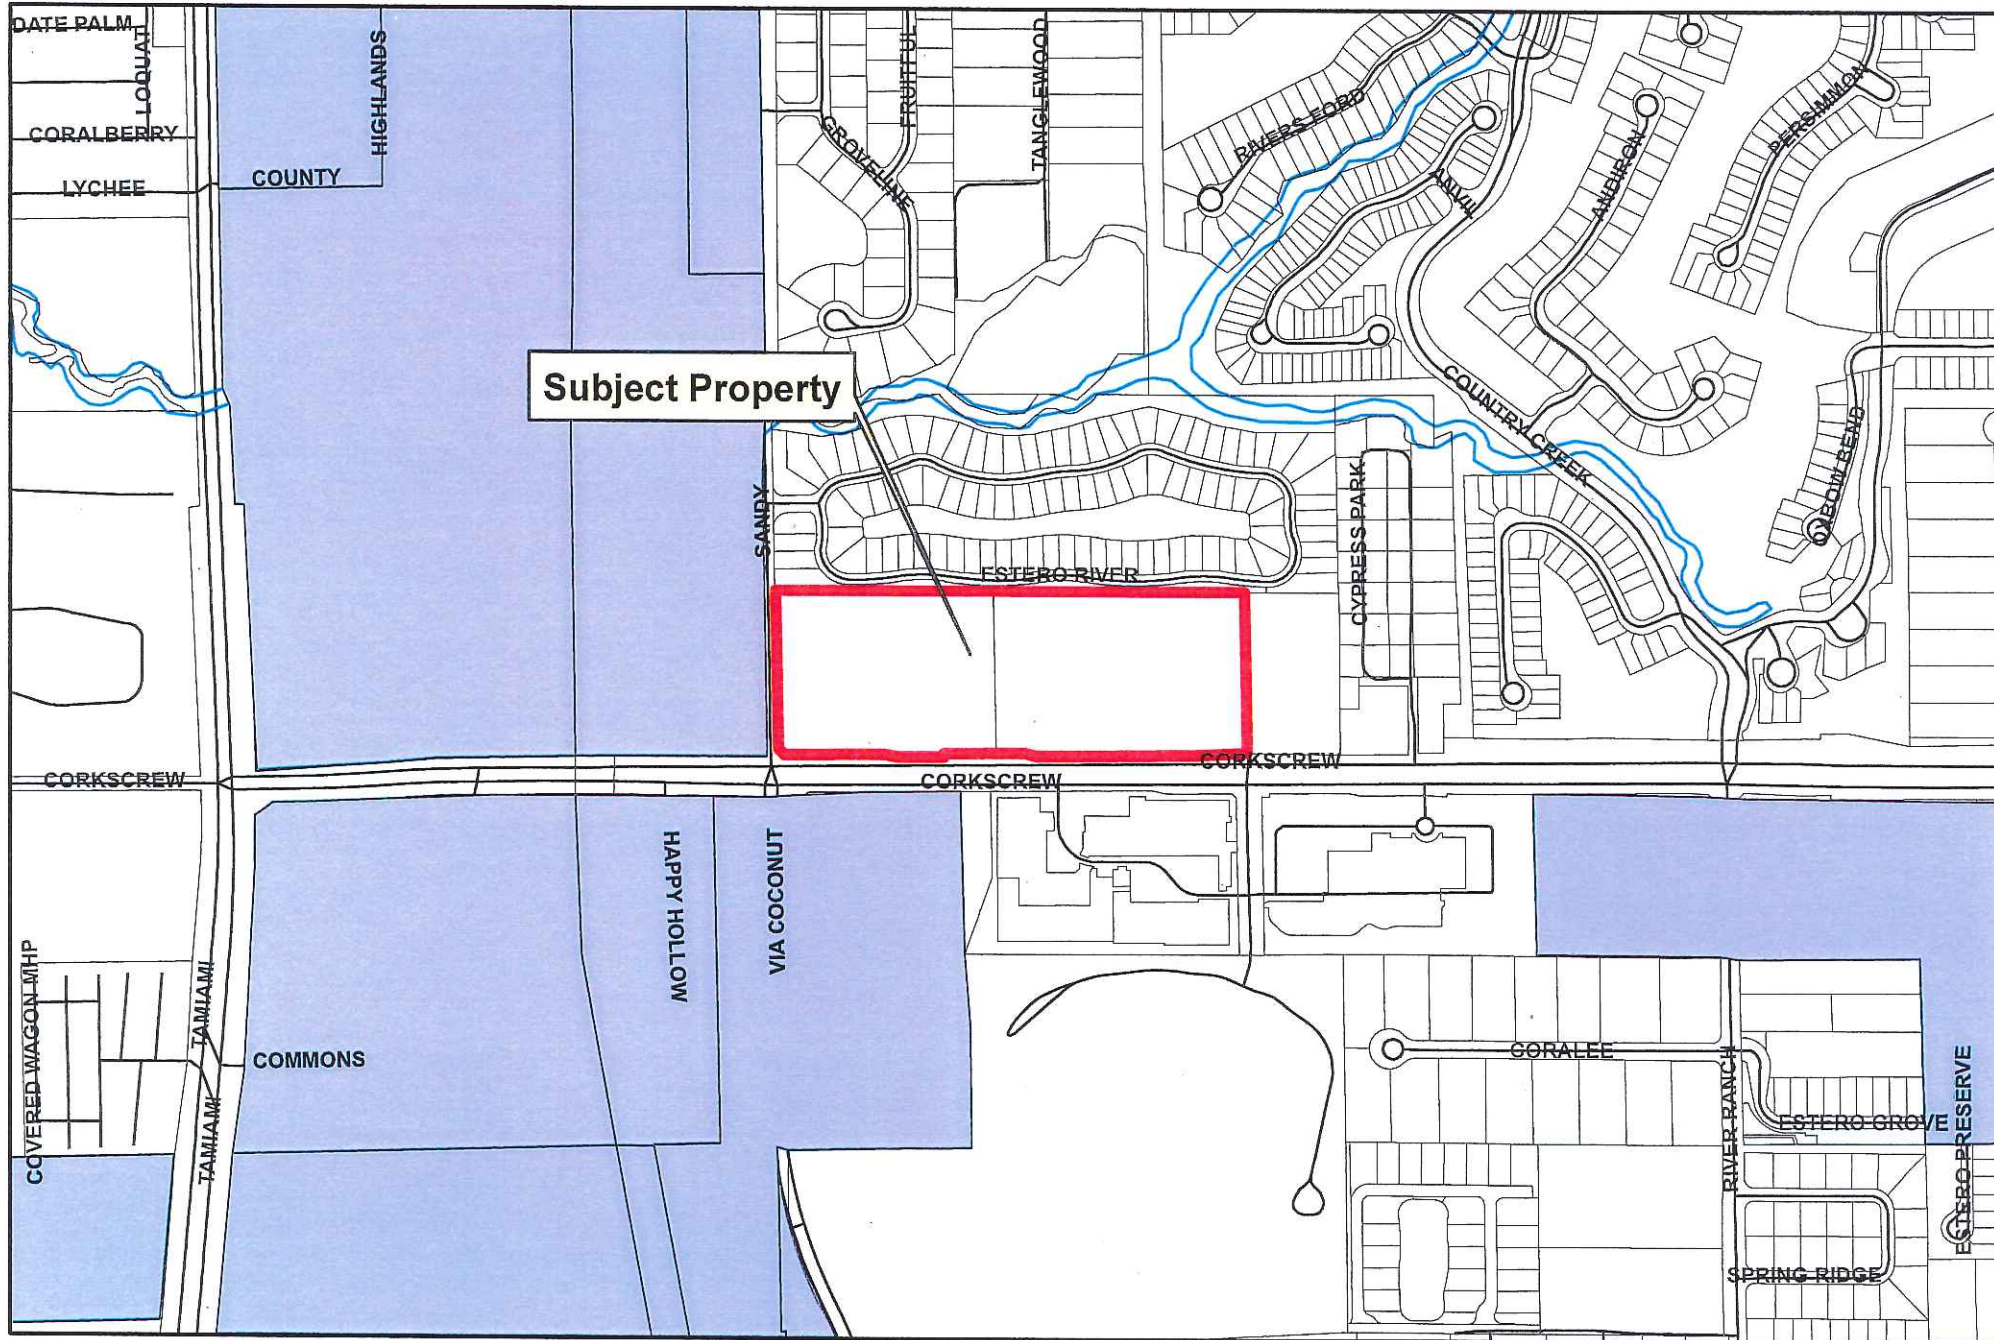 DATE PALM
LOQUAT
HIGHLANDS
FRUITFUL
TANGLEWOOD
CORALBERRY
LYCHEE
COUNTY
GROVELINE
RIVERS FORD
ANVIL
ANDIRON
PERSIMMON
Subject Property
COUNTRY CREEK
OXBOW BEND
SANDY
CYPRESS PARK
ESTERO RIVER
CORKSCREW
CORKSCREW
CORKSCREW
HAPPY HOLLOW
VIA COCONUT
COVERED WAGON MHP
TAMIAMI
TAMIAMI
COMMONS
CORALEE
RIVER RANCH
ESTERO GROVE
ESTERO PRESERVE
SPRING RIDGE